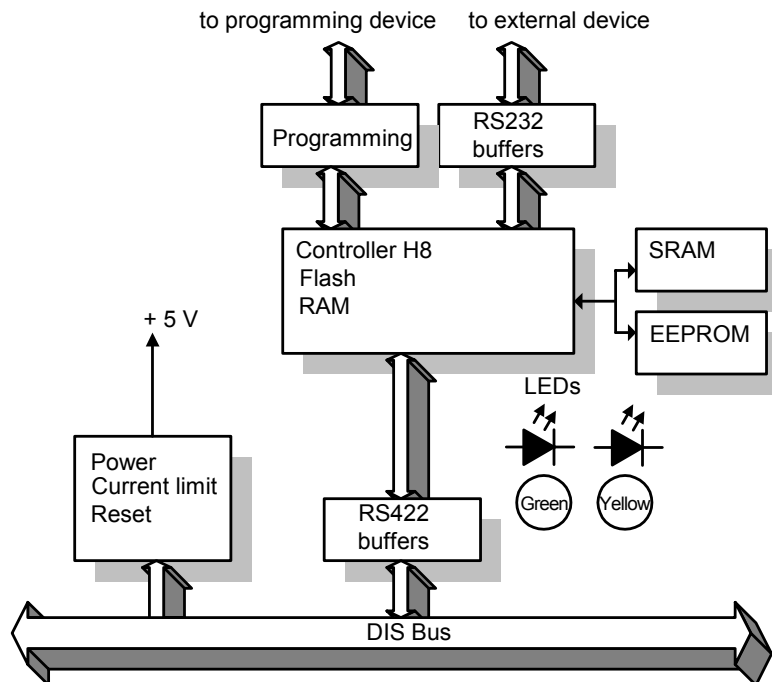 to programming device
to external device
Programming
RS232
buffers
Controller H8
Flash
RAM
SRAM
EEPROM
+ 5 V
LEDs
Green
Yellow
Power
Current limit
Reset
RS422
buffers
DIS Bus